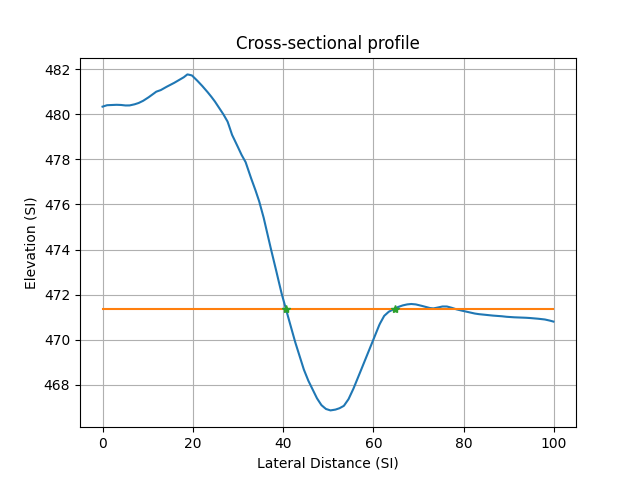 Cross-sectional profile
482
480
478
476
474
472
470
468
Elevation (SI)
0 20 40 60 80 100
Lateral Distance (SI)